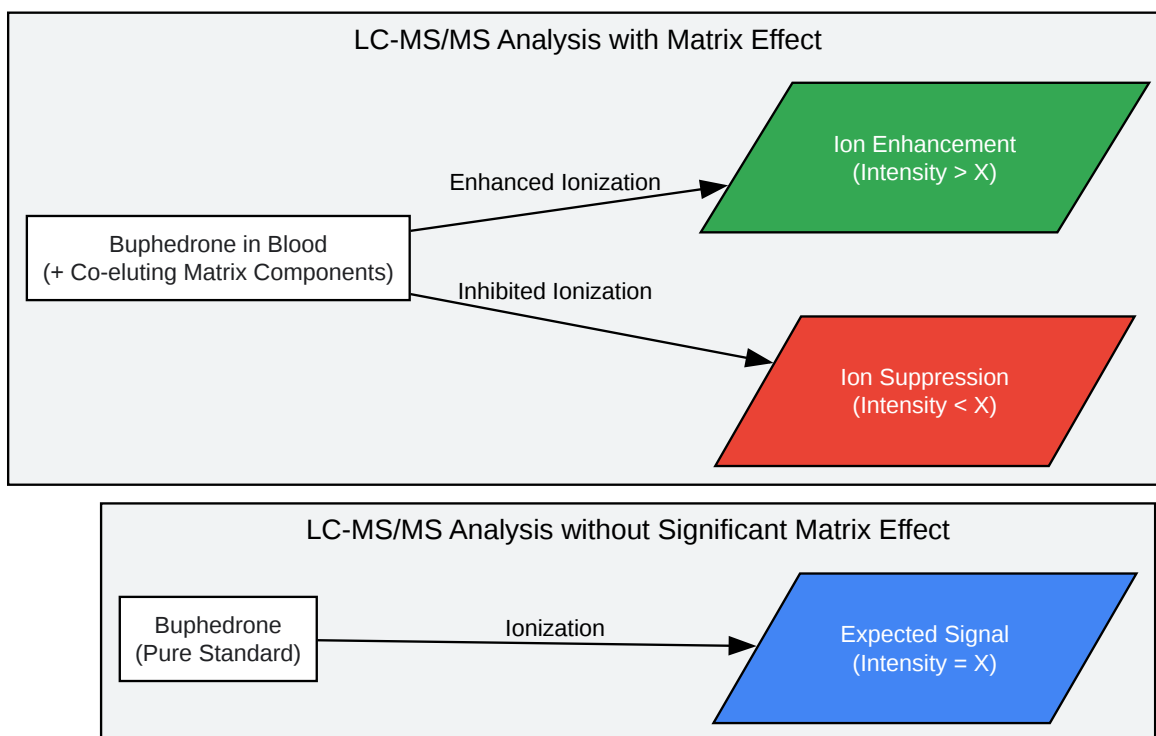 LC-MS/MS Analysis with Matrix Effect
Ion Enhancement
(Intensity > X)
Enhanced Ionization
Buphedrone in Blood
(+ Co-eluting Matrix Components)
Inhibited Ionization
Ion Suppression
(Intensity < X)
LC-MS/MS Analysis without Significant Matrix Effect
Buphedrone
(Pure Standard)
Ionization
Expected Signal
(Intensity = X)